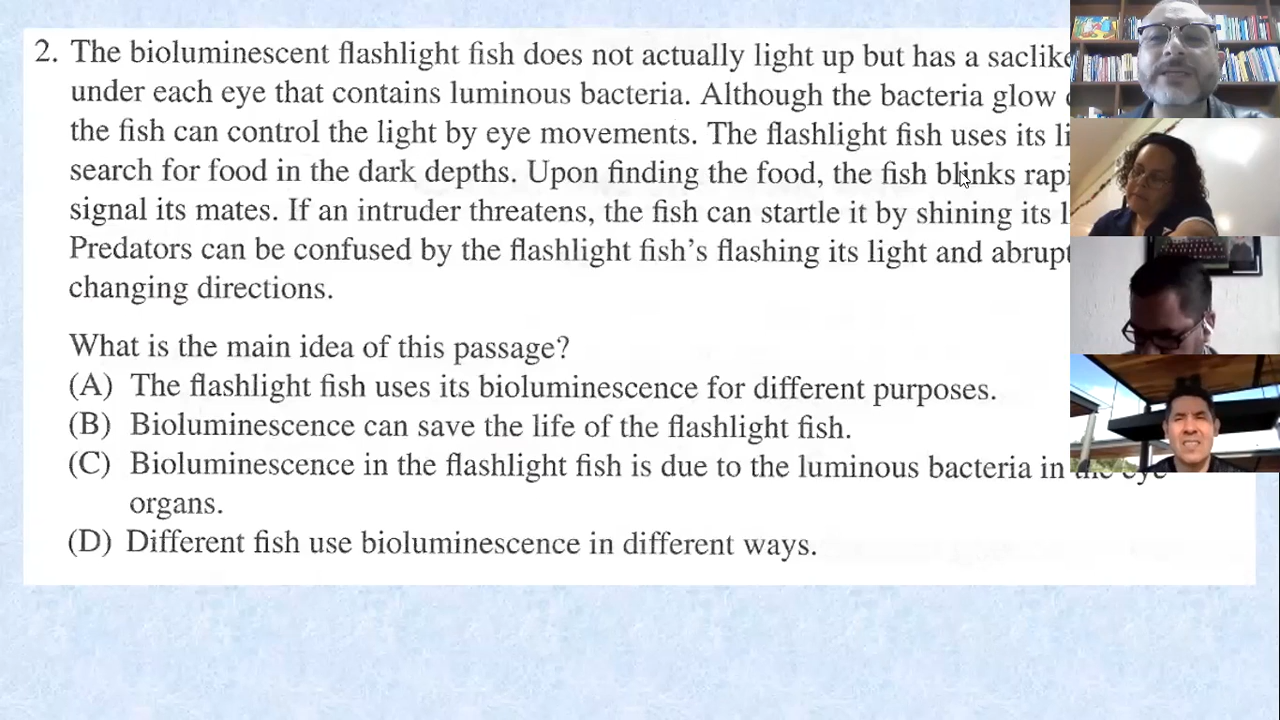 2. The bioluminescent flashlight fish does not actually light up but has a saclike
under each eye that contains luminous bacteria. Although the bacteria glow
the fish can control the light by eye movements. The flashlight fish uses its
search for food in the dark depths. Upon finding the food, the fish blinks
signal its mates. If an intruder threatens, the fish can startle it by shining its
Predators can be confused by the flashlight fish's flashing its light and
changing directions.
What is the main idea of this passage?
(A) The flashlight fish uses its bioluminescence for different purposes.
(B) Bioluminescence can save the life of the flashlight fish.
(C) Bioluminescence in the flashlight fish is due to the luminous bacteria in the eye
organs.
(D) Different fish use bioluminescence in different ways.